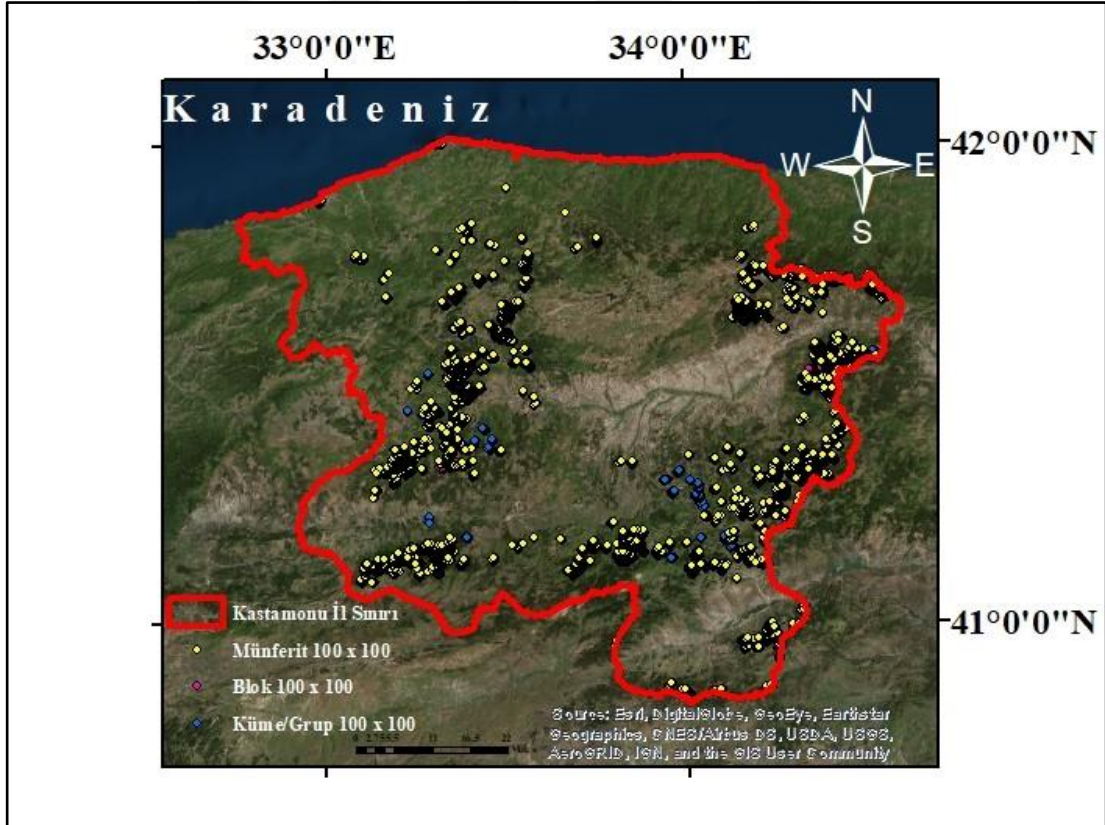 33°0'0"E 34°0'0"E
Karadeniz
N
42°0'0"N
W E
S
Kastamonu İl Sınırı
41°0'0"N
Münferit 100 x 100
Blok 100 x 100
Küme/Grup 100 x 100
Source: Esri, DigitalGlobe, GeoEye, Earthstar
Geographics, CNES/Airbus DS, USDA, USGS,
AeroGRID, IGN, and the GIS User Community